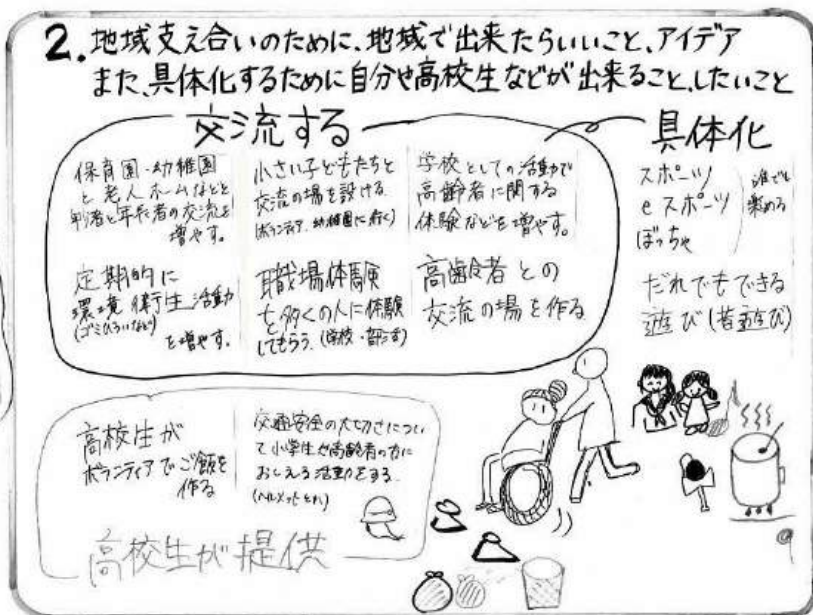 2. 地域支え合いのために、地域で出来たらいいこと、アイデア
また、具体化するために自分や高校生などが出来ること、したいこと
交流する
保育園・幼稚園
と老人ホームなどと
年少者と年長者の交流を
増やす。
小さい子どもたちと
交流の場を設ける
(ボランティア、幼稚園に行く)
学校としての活動で
高齢者に関する
体験などを増やす。
定期的に
環境衛生活動
(ゴミひろいなど)
を増やす。
職場体験
を多くの人に体験
してもらう。(学校・部活)
高齢者との
交流の場を作る
具体化
スポーツ
eスポーツ
ぼっちゃ
誰でも
楽める
だれでもできる
遊び(昔遊び)
高校生が
ボランティアでご飯を
作る
交通安全の大切さについ
て小学生や高齢者の方に
おしえる活動をする
(ヘルメットとか)
高校生が提供